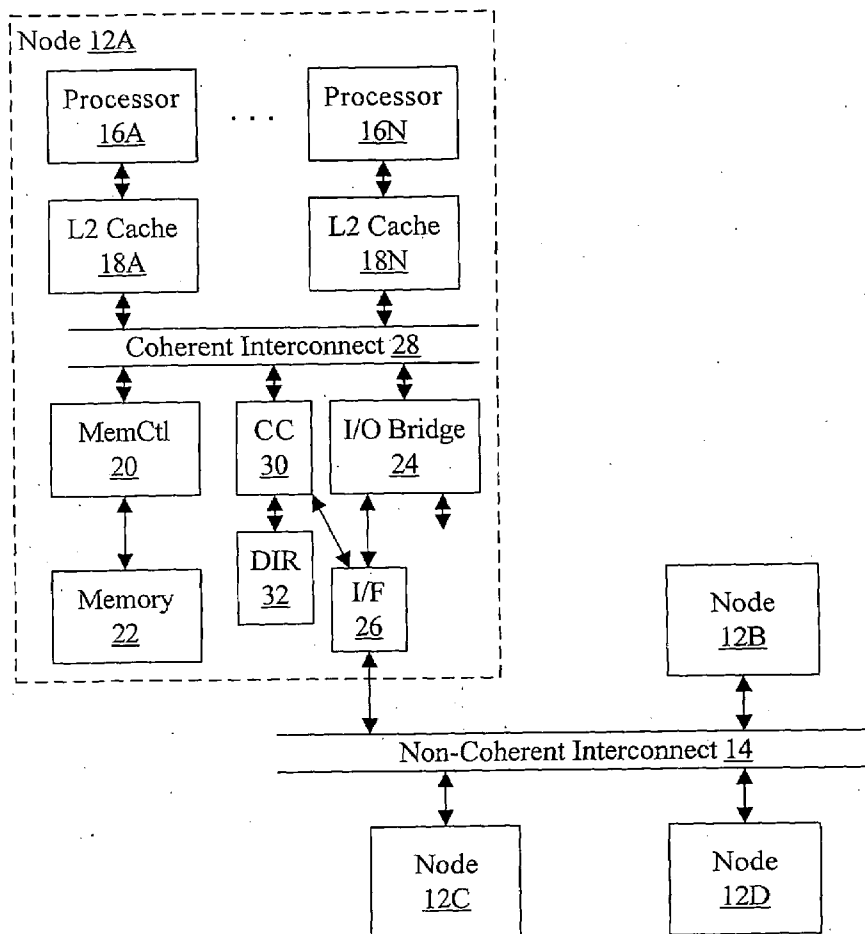 Node 12A
Processor
16A
. . .
Processor
16N
L2 Cache
18A
L2 Cache
18N
Coherent Interconnect 28
MemCtl
20
CC
30
I/O Bridge
24
DIR
32
I/F
26
Memory
22
Node
12B
Non-Coherent Interconnect 14
Node
12C
Node
12D